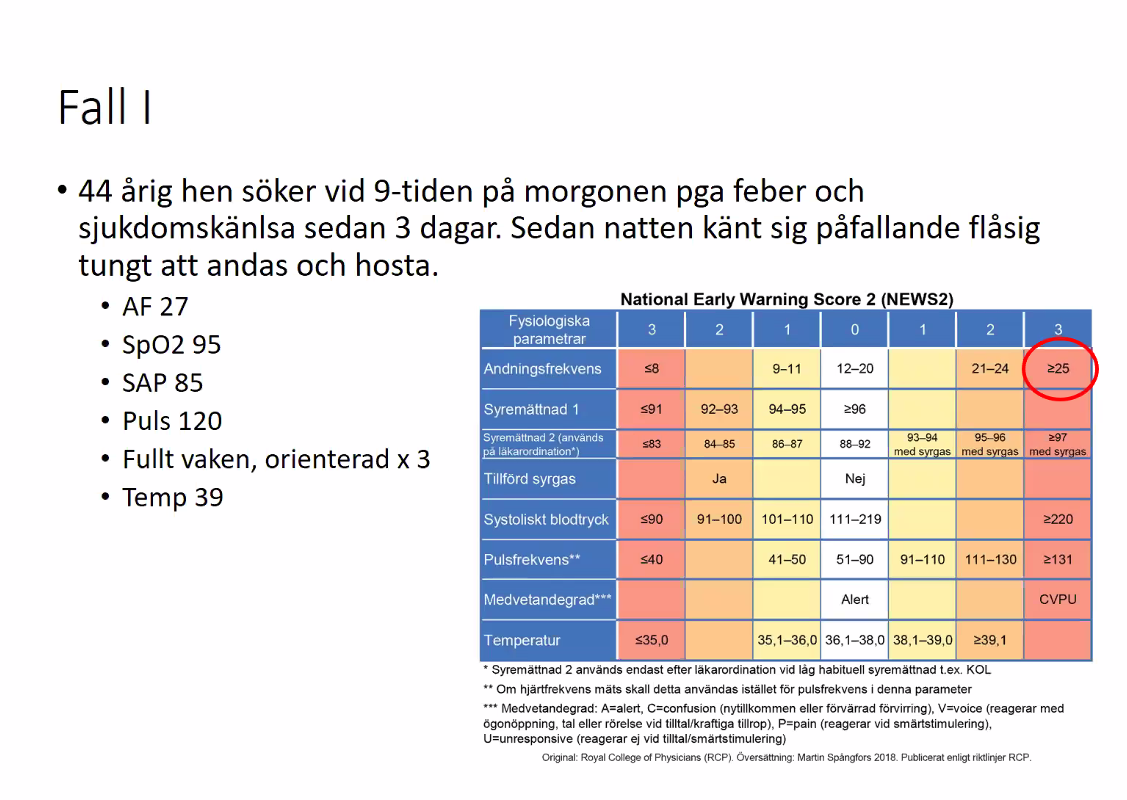 Fall I
• 44 årig hen söker vid 9-tiden på morgonen pga feber och
sjukdomskänlsa sedan 3 dagar. Sedan natten känt sig påfallande flåsig
tungt att andas och hosta.
• AF 27
• SpO2 95
• SAP 85
• Puls 120
• Fullt vaken, orienterad x 3
• Temp 39
National Early Warning Score 2 (NEWS2)
Fysiologiska parametrar 3 2 1 0 1 2 3
Andningsfrekvens ≤8 9–11 12–20 21–24 ≥25
Syremättnad 1 ≤91 92–93 94–95 ≥96
Syremättnad 2 (används på läkarordination*) ≤83 84–85 86–87 88–92 93–94 med syrgas 95–96 med syrgas ≥97 med syrgas
Tillförd syrgas Ja Nej
Systoliskt blodtryck ≤90 91–100 101–110 111–219 ≥220
Pulsfrekvens** ≤40 41–50 51–90 91–110 111–130 ≥131
Medvetandegrad*** Alert CVPU
Temperatur ≤35,0 35,1–36,0 36,1–38,0 38,1–39,0 ≥39,1
* Syremättnad 2 används endast efter läkarordination vid låg habituell syremättnad t.ex. KOL
** Om hjärtfrekvens mäts skall detta användas istället för pulsfrekvens i denna parameter
*** Medvetandegrad: A=alert, C=confusion (nytillkommen eller förvärrad förvirring), V=voice (reagerar med
ögonöppning, tal eller rörelse vid tilltal/kraftiga tillrop), P=pain (reagerar vid smärtstimulering),
U=unresponsive (reagerar ej vid tilltal/smärtstimulering)
Original: Royal College of Physicians (RCP). Översättning: Martin Spångfors 2018. Publicerat enligt riktlinjer RCP.